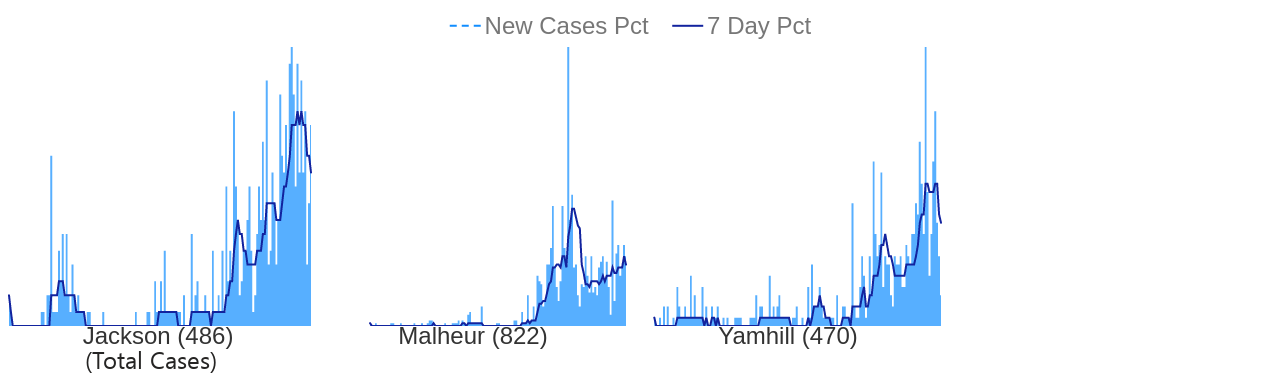 New Cases Pct 7 Day Pct
Jackson (486) Malheur (822) Yamhill (470)
(Total Cases)